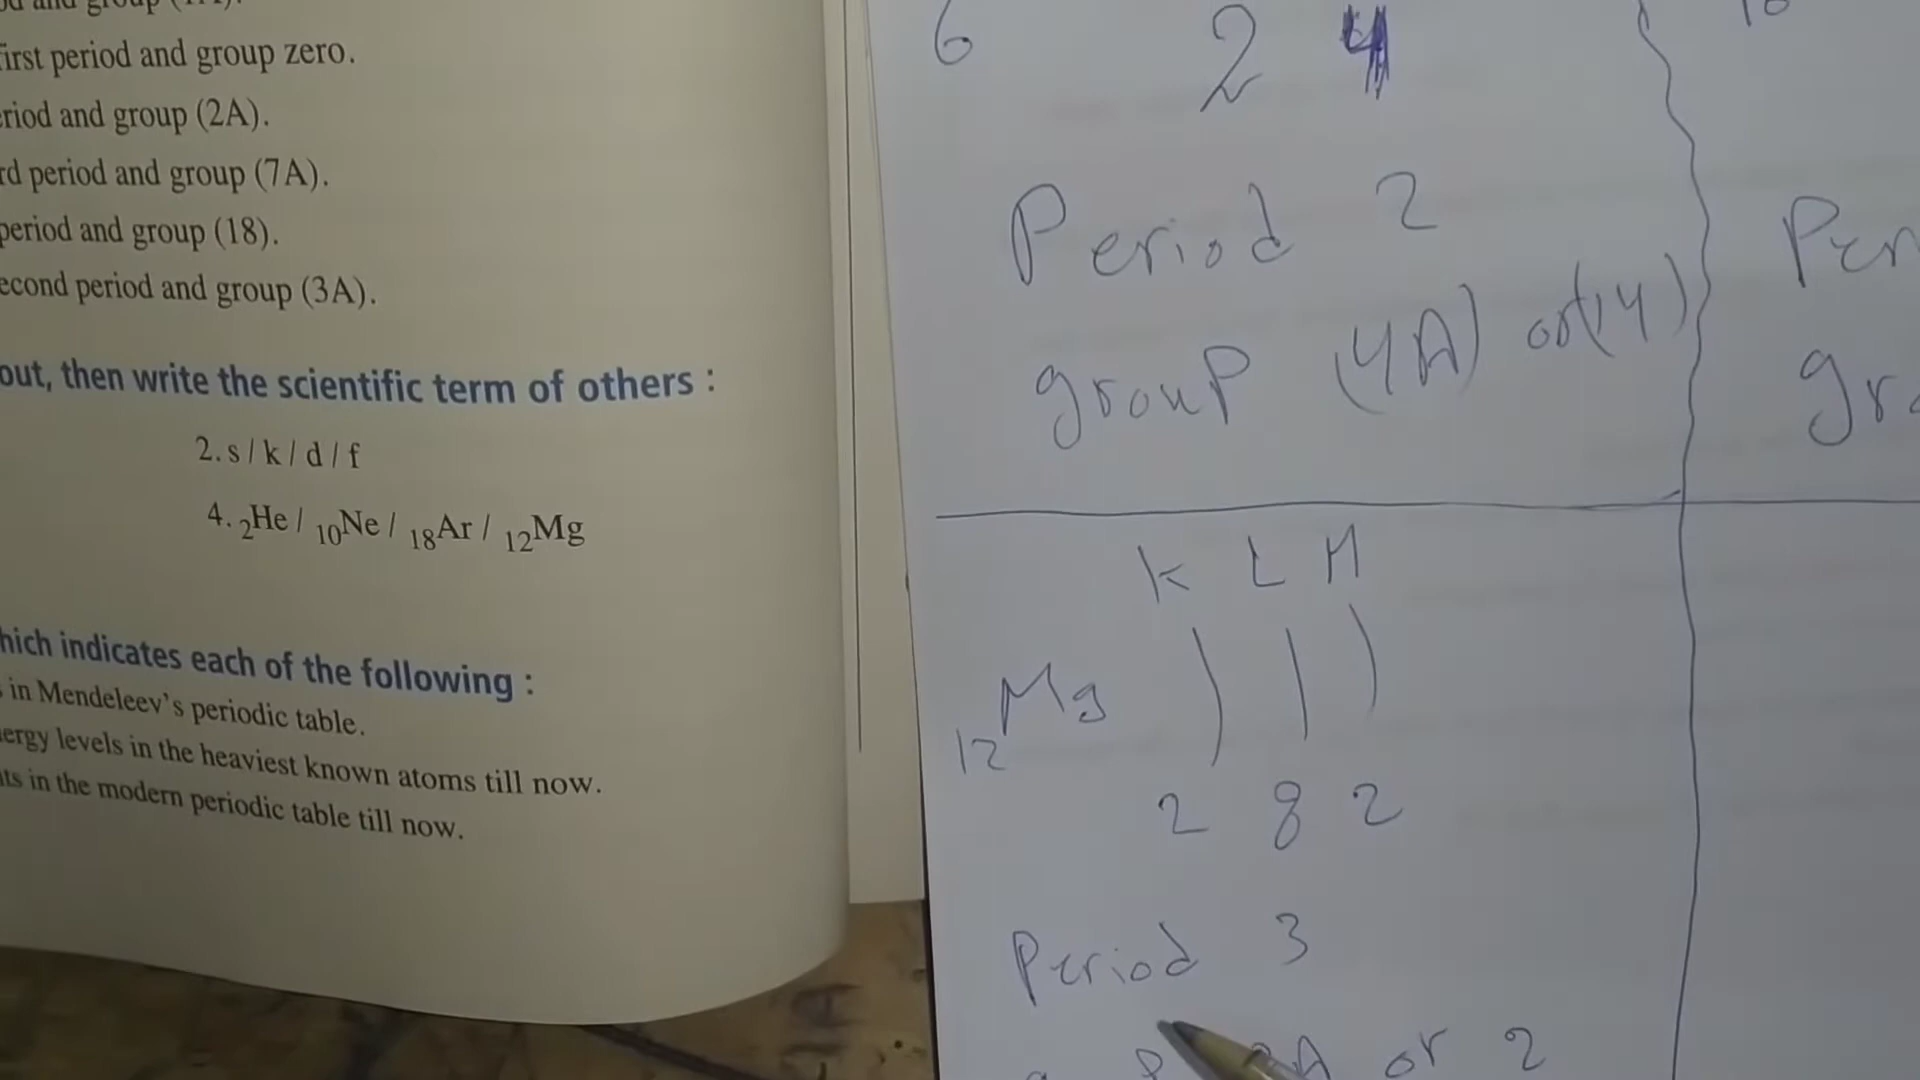 and group
first period and group zero.
period and group (2A).
rd period and group (7A).
period and group (18).
econd period and group (3A).
out, then write the scientific term of others :
2. s / k / d / f
4. ₂He / ₁₀Ne / ₁₈Ar / ₁₂Mg
hich indicates each of the following :
in Mendeleev's periodic table.
ergy levels in the heaviest known atoms till now.
ts in the modern periodic table till now.
6 2 4
Period 2
grouP (4A) or (14)
K L M
₁₂Mg ) ) )
2 8 2
Period 3
2A or 2
Per
gr